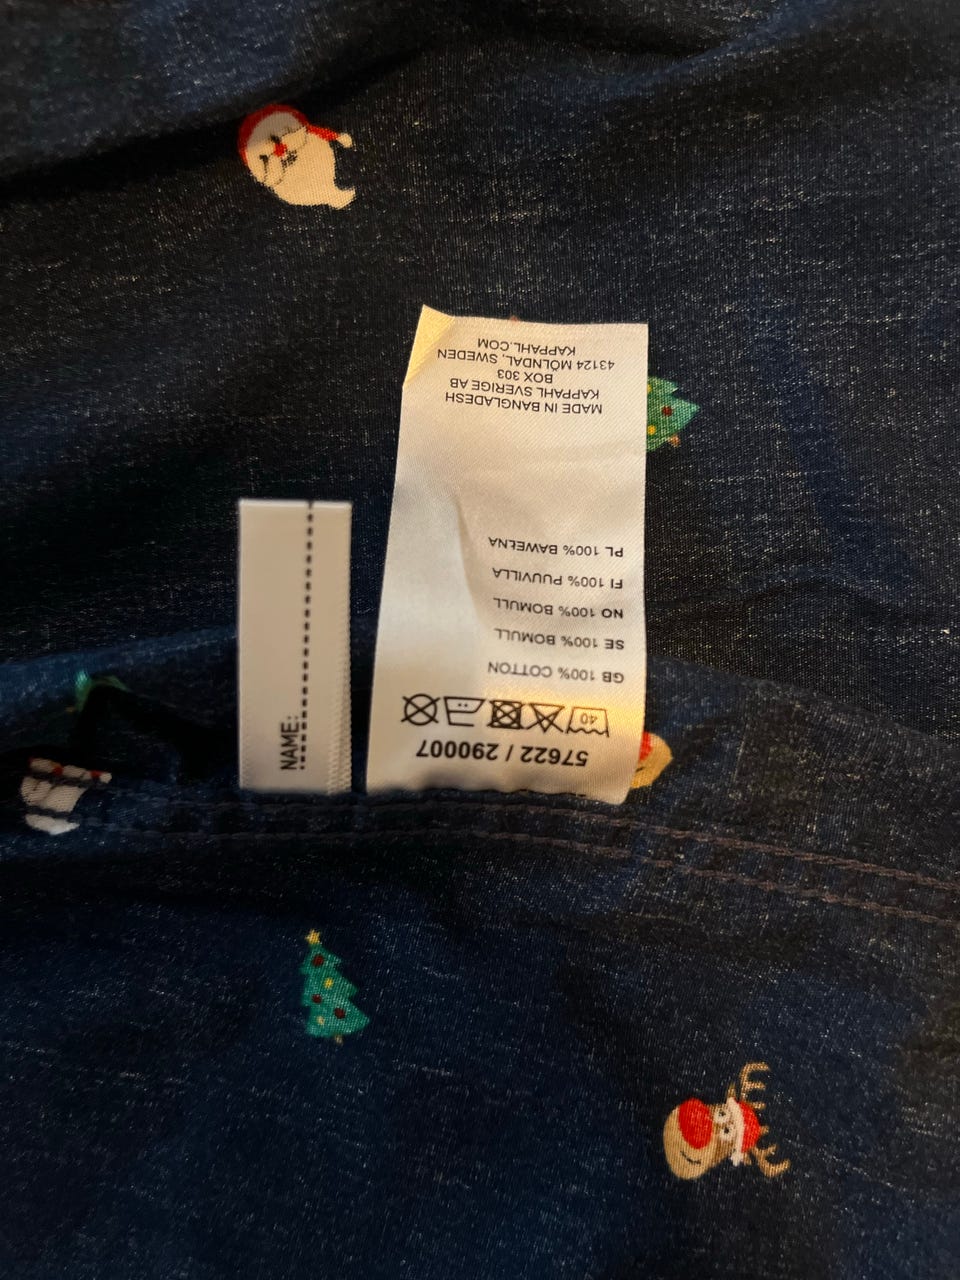 57622 / 290007
40
GB 100% COTTON
SE 100% BOMULL
NO 100% BOMULL
FI 100% PUUVILLA
PL 100% BAWEŁNA
MADE IN BANGLADESH
KAPPAHL SVERIGE AB
BOX 303
43124 MÖLNDAL, SWEDEN
KAPPAHL.COM
NAME: